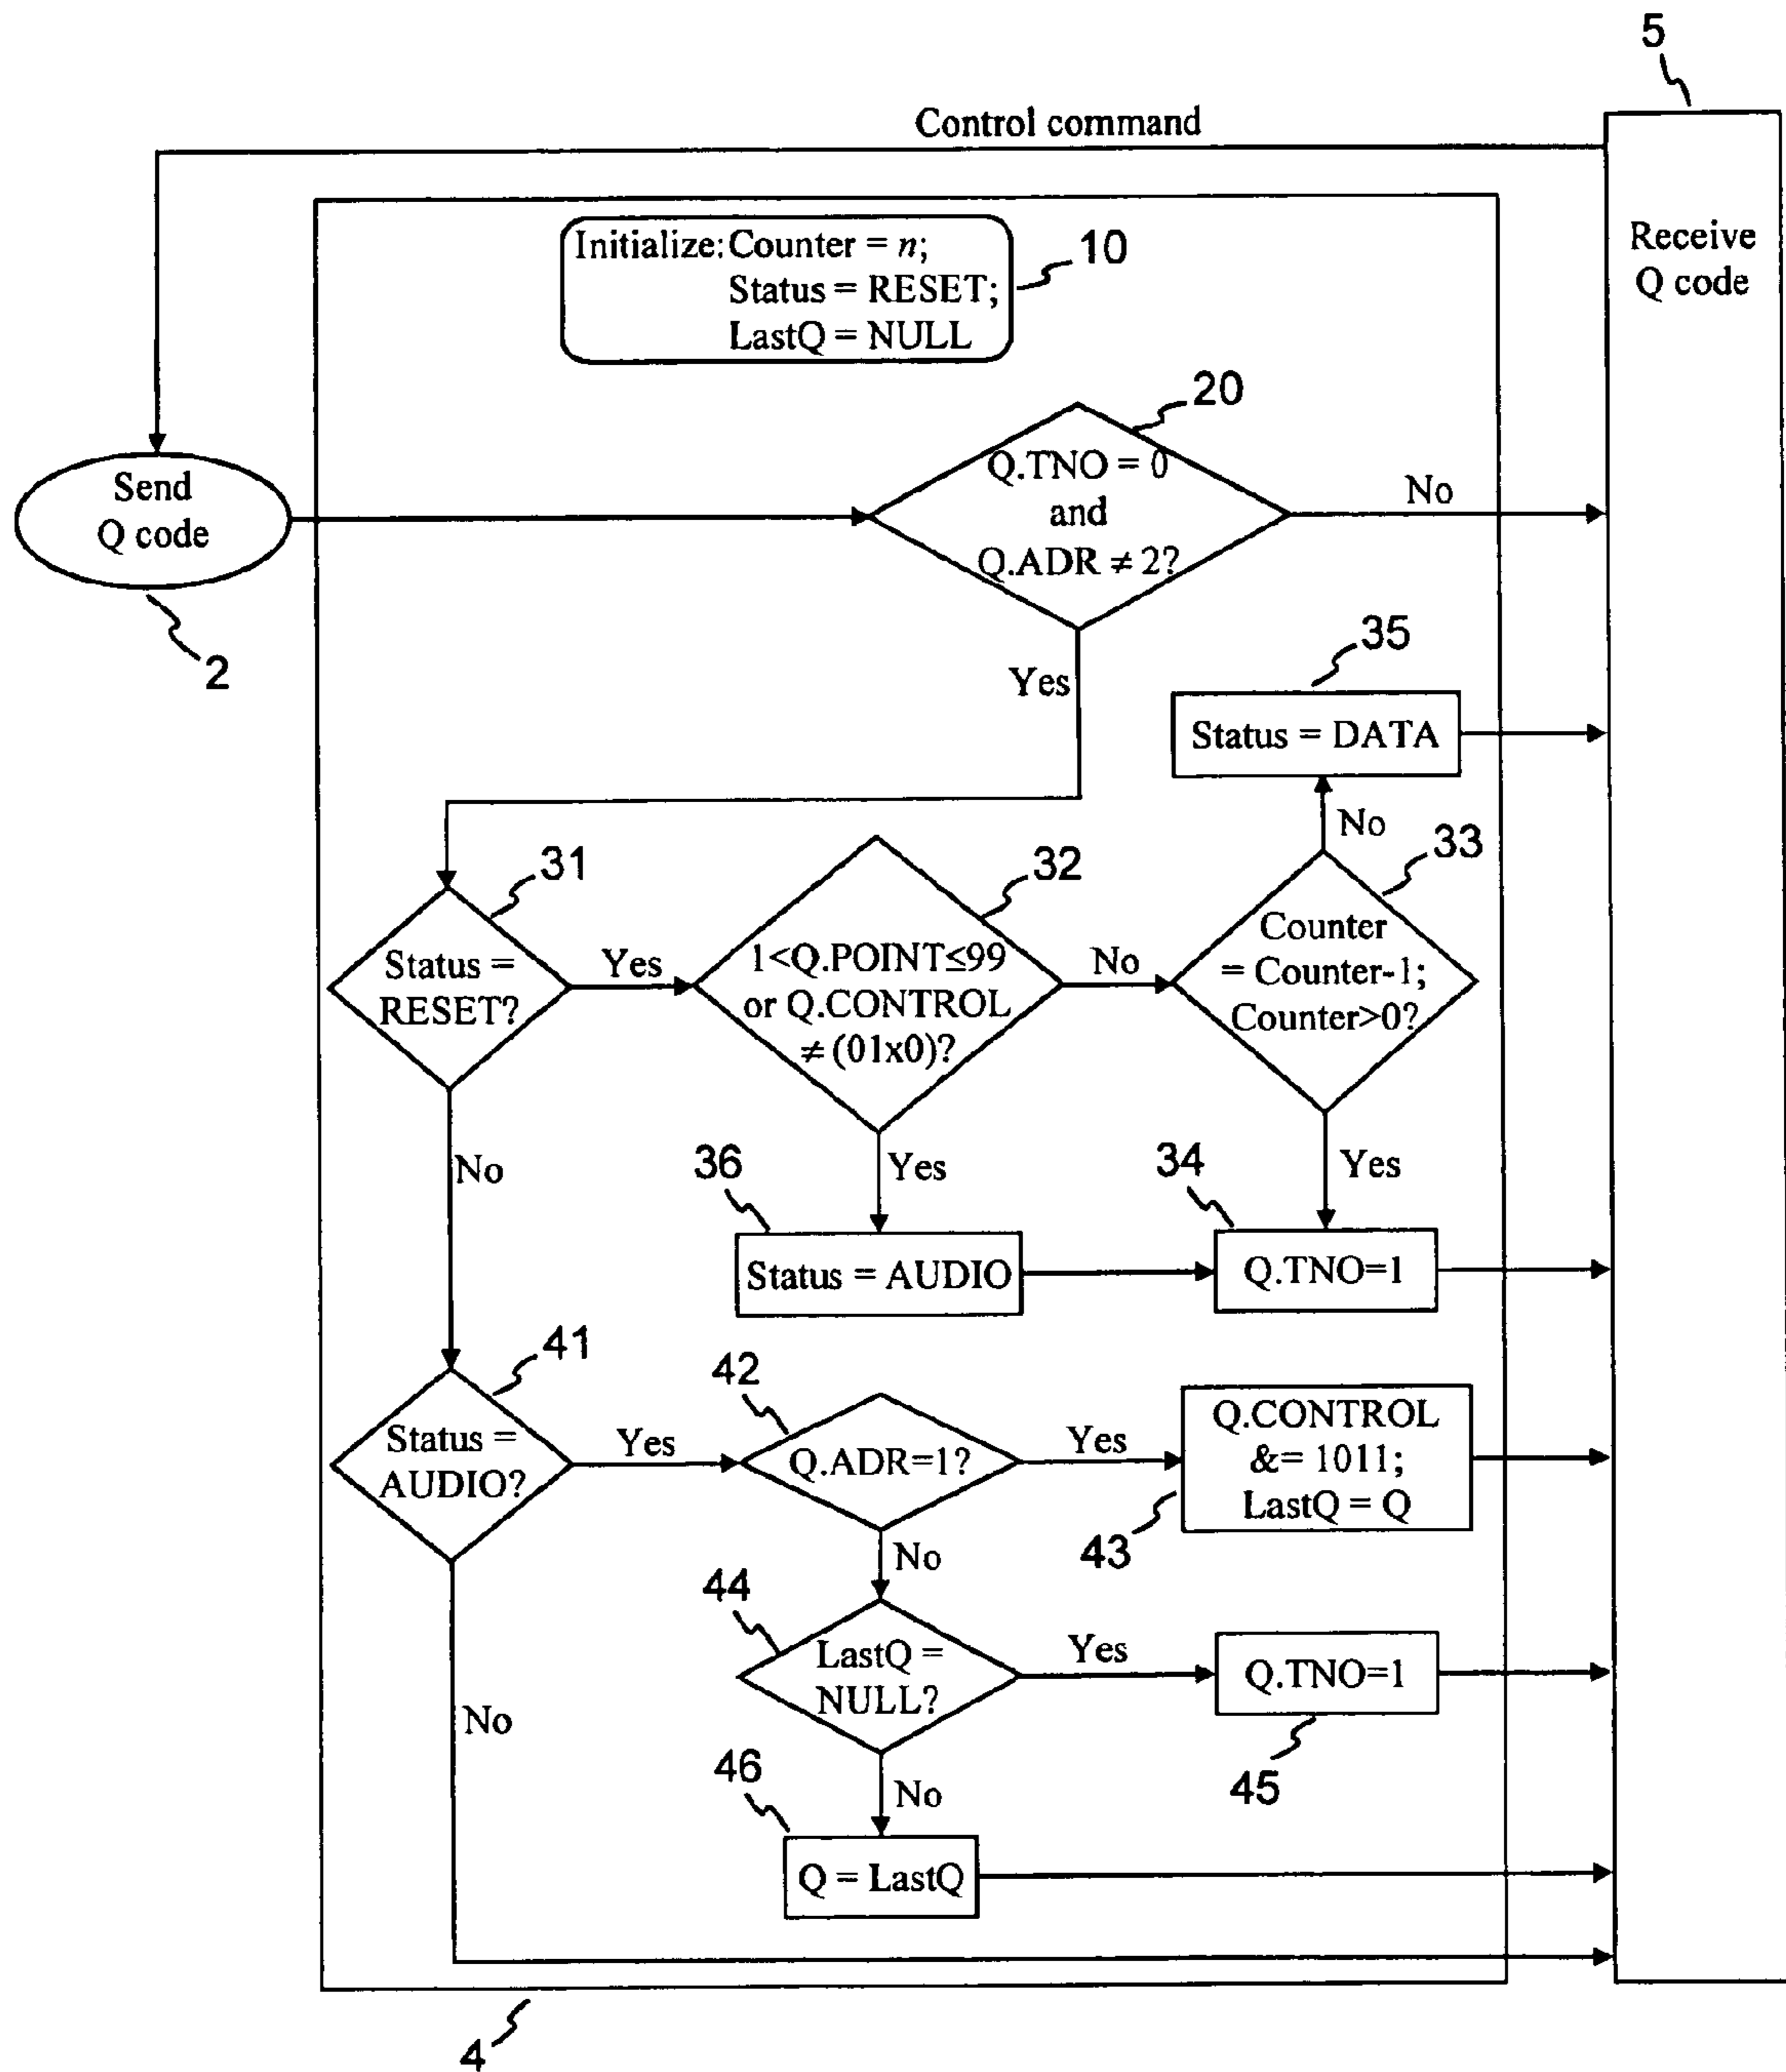 5
Control command
Receive
Q code
Initialize: Counter = n;
Status = RESET;
LastQ = NULL
10
20
Q.TNO = 0
and
Q.ADR ≠ 2?
No
Send
Q code
2
Yes
35
Status = DATA
No
31
32
33
Status =
RESET?
Yes
1<Q.POINT≤99
or Q.CONTROL
≠ (01x0)?
No
Counter
= Counter-1;
Counter>0?
No
36
Yes
34
Yes
Status = AUDIO
Q.TNO=1
41
42
Status =
AUDIO?
Yes
Q.ADR=1?
Yes
Q.CONTROL
&= 1011;
LastQ = Q
43
No
44
LastQ =
NULL?
Yes
Q.TNO=1
45
No
46
No
Q = LastQ
4